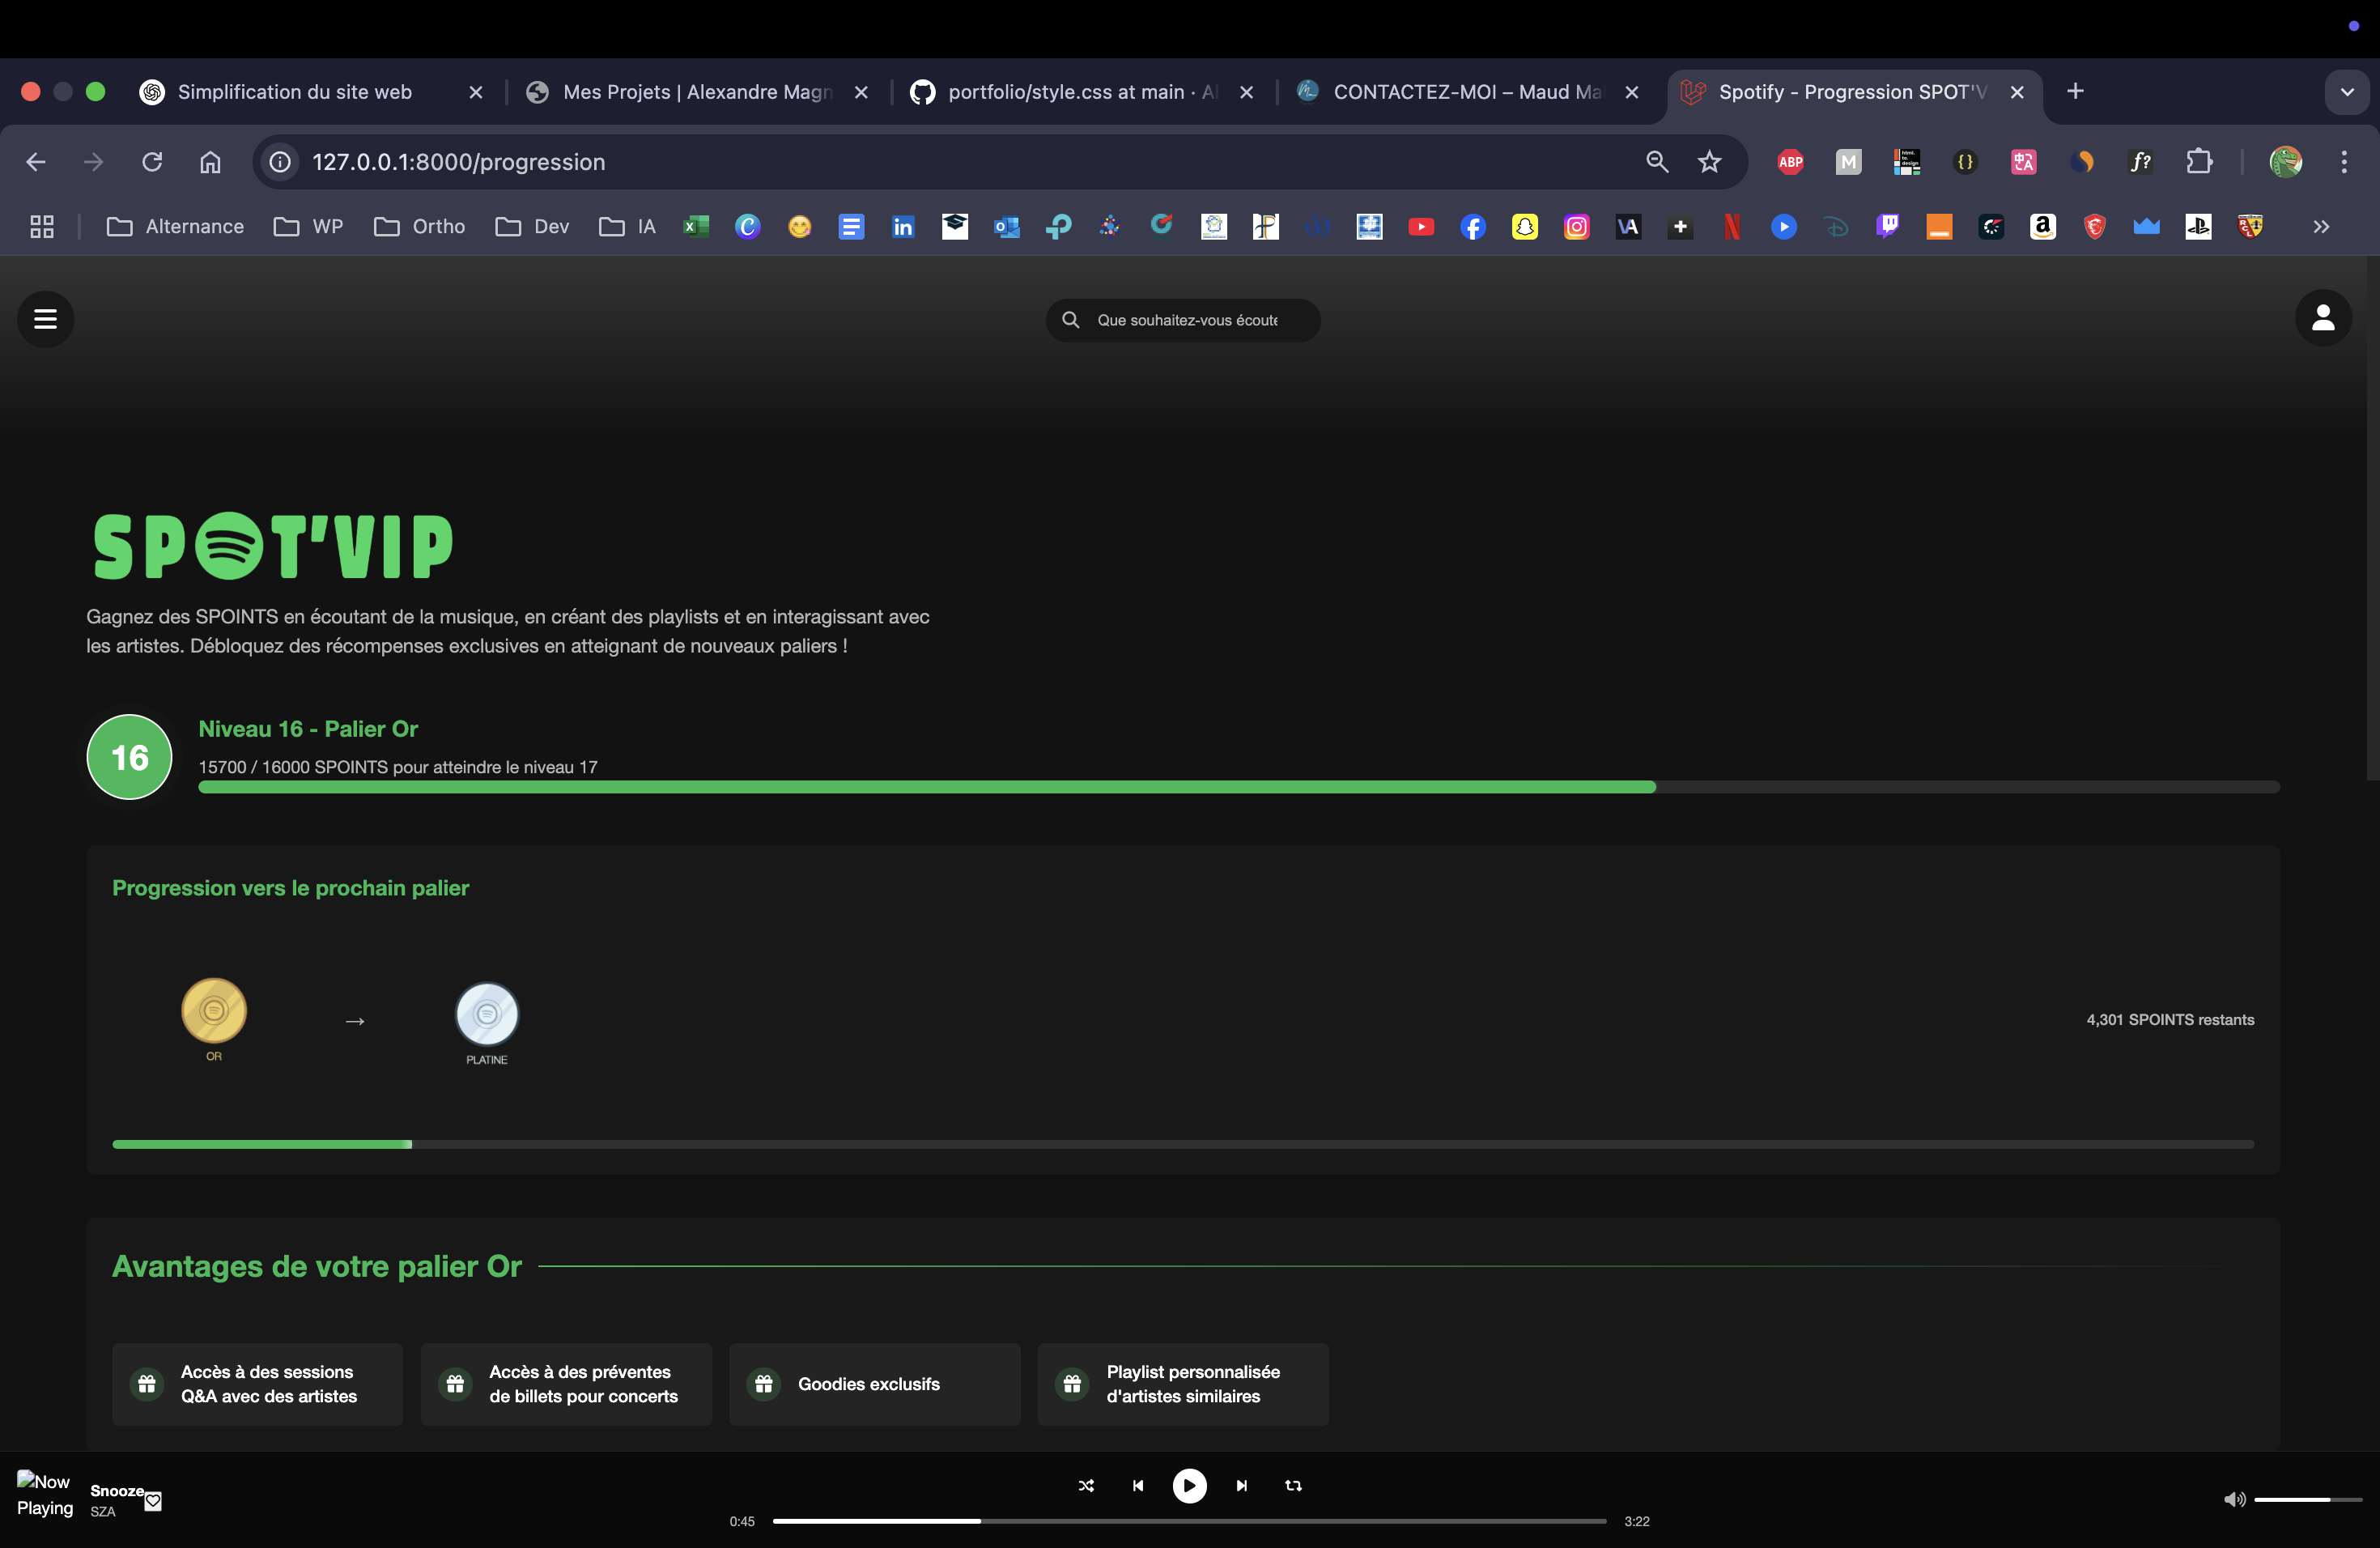 Simplification du site web
Mes Projets | Alexandre Magn
portfolio/style.css at main · Al
CONTACTEZ-MOI – Maud Ma
Spotify - Progression SPOT'V
127.0.0.1:8000/progression
Alternance
WP
Ortho
Dev
IA
Que souhaitez-vous écoute
SPOT'VIP
Gagnez des SPOINTS en écoutant de la musique, en créant des playlists et en interagissant avec
les artistes. Débloquez des récompenses exclusives en atteignant de nouveaux paliers !
16
Niveau 16 - Palier Or
15700 / 16000 SPOINTS pour atteindre le niveau 17
Progression vers le prochain palier
OR
→
PLATINE
4,301 SPOINTS restants
Avantages de votre palier Or
Accès à des sessions
Q&A avec des artistes
Accès à des préventes
de billets pour concerts
Goodies exclusifs
Playlist personnalisée
d'artistes similaires
Now
Playing
Snooze
SZA
0:45
3:22